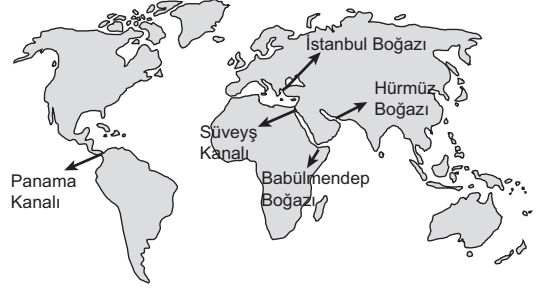 İstanbul Boğazı
Hürmüz
Boğazı
Süveyş
Kanalı
Babülmendep
Boğazı
Panama
Kanalı